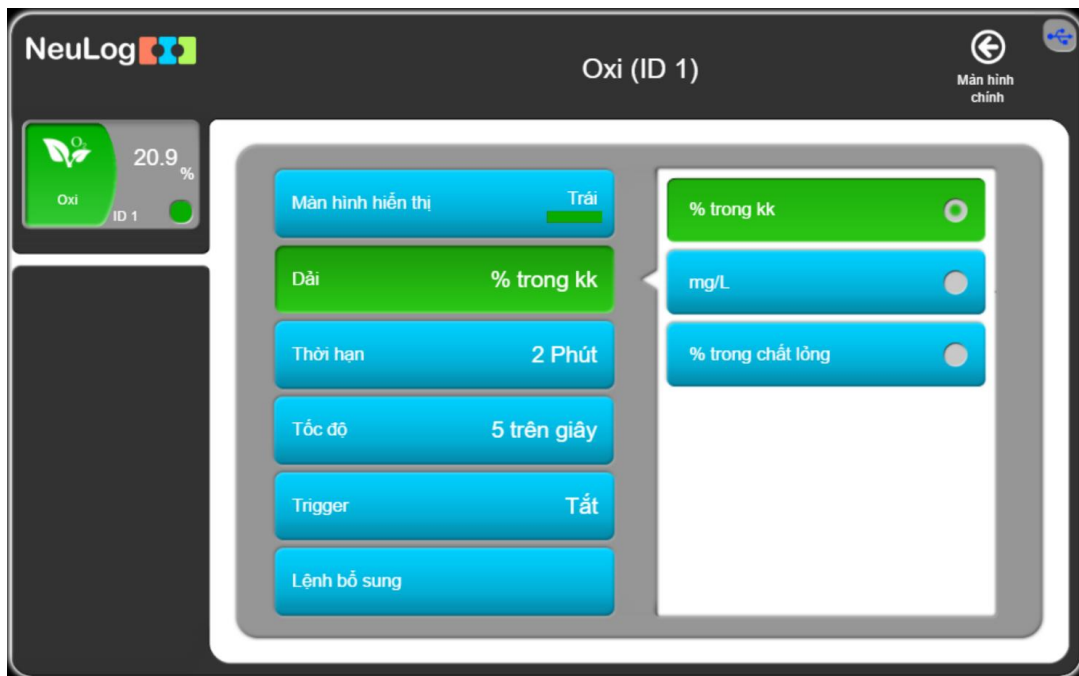 NeuLog
Oxi (ID 1)
Màn hình
chính
O₂
20.9
%
Oxi
ID 1
Màn hình hiển thị
Trái
Dải
% trong kk
Thời hạn
2 Phút
Tốc độ
5 trên giây
Trigger
Tắt
Lệnh bổ sung
% trong kk
mg/L
% trong chất lỏng